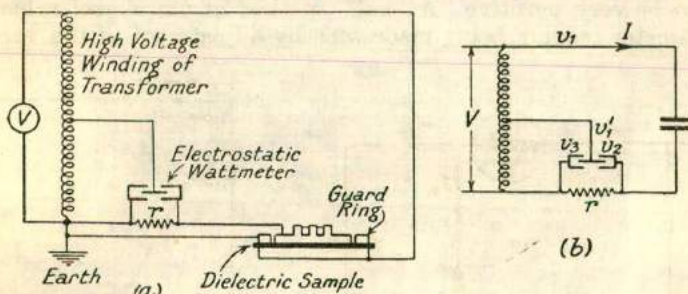 High Voltage
Winding of
Transformer
V
Electrostatic
Wattmeter
r
Guard
Ring
Earth
(a)
Dielectric Sample
v₁
I
V
v₁'
v₃
v₂
r
(b)